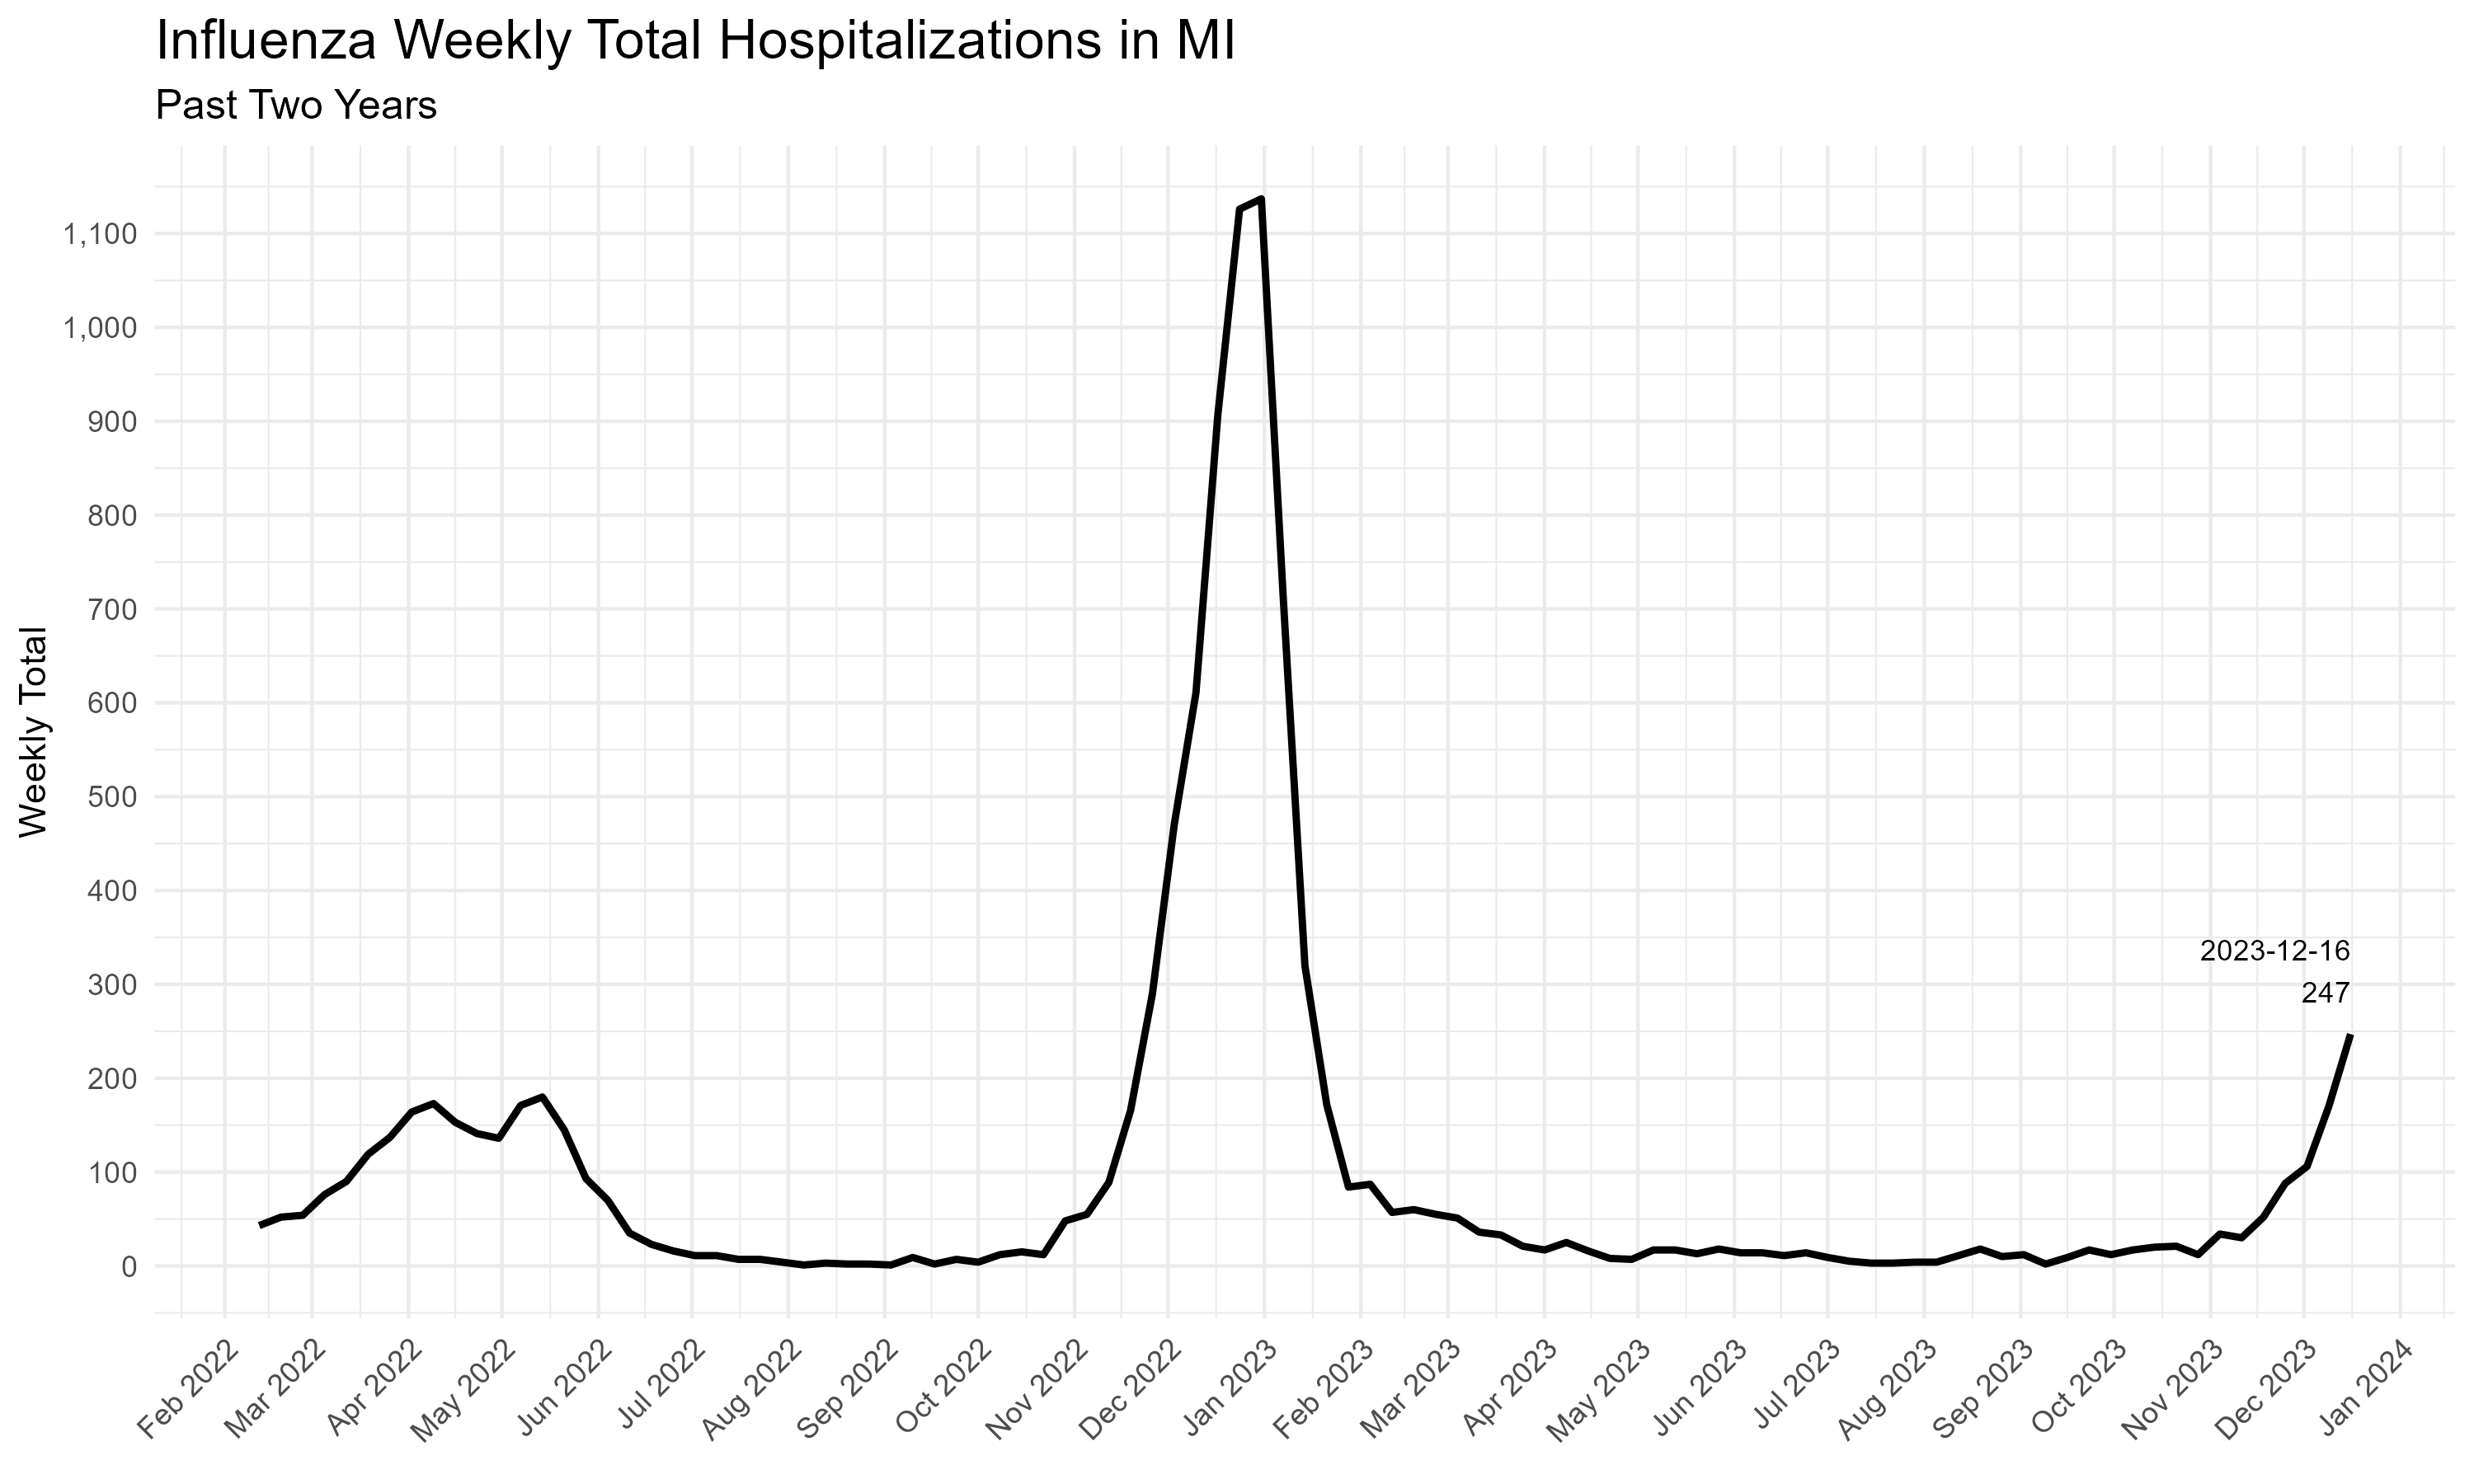 Influenza Weekly Total Hospitalizations in MI
Past Two Years
Weekly Total
1,100
1,000
900
800
700
600
500
400
300
200
100
0
2023-12-16
247
Feb 2022
Mar 2022
Apr 2022
May 2022
Jun 2022
Jul 2022
Aug 2022
Sep 2022
Oct 2022
Nov 2022
Dec 2022
Jan 2023
Feb 2023
Mar 2023
Apr 2023
May 2023
Jun 2023
Jul 2023
Aug 2023
Sep 2023
Oct 2023
Nov 2023
Dec 2023
Jan 2024